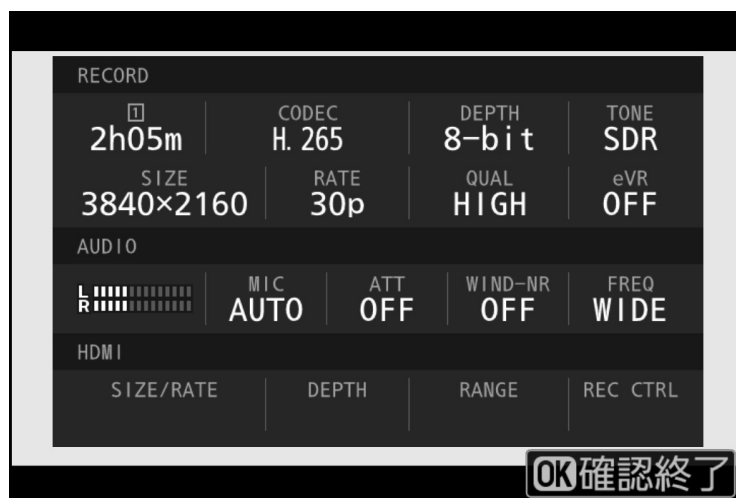 RECORD
1 CODEC DEPTH TONE
2h05m H.265 8-bit SDR
SIZE RATE QUAL eVR
3840×2160 30p HIGH OFF
AUDIO
L MIC ATT WIND-NR FREQ
R AUTO OFF OFF WIDE
HDMI
SIZE/RATE DEPTH RANGE REC CTRL
OK確認終了